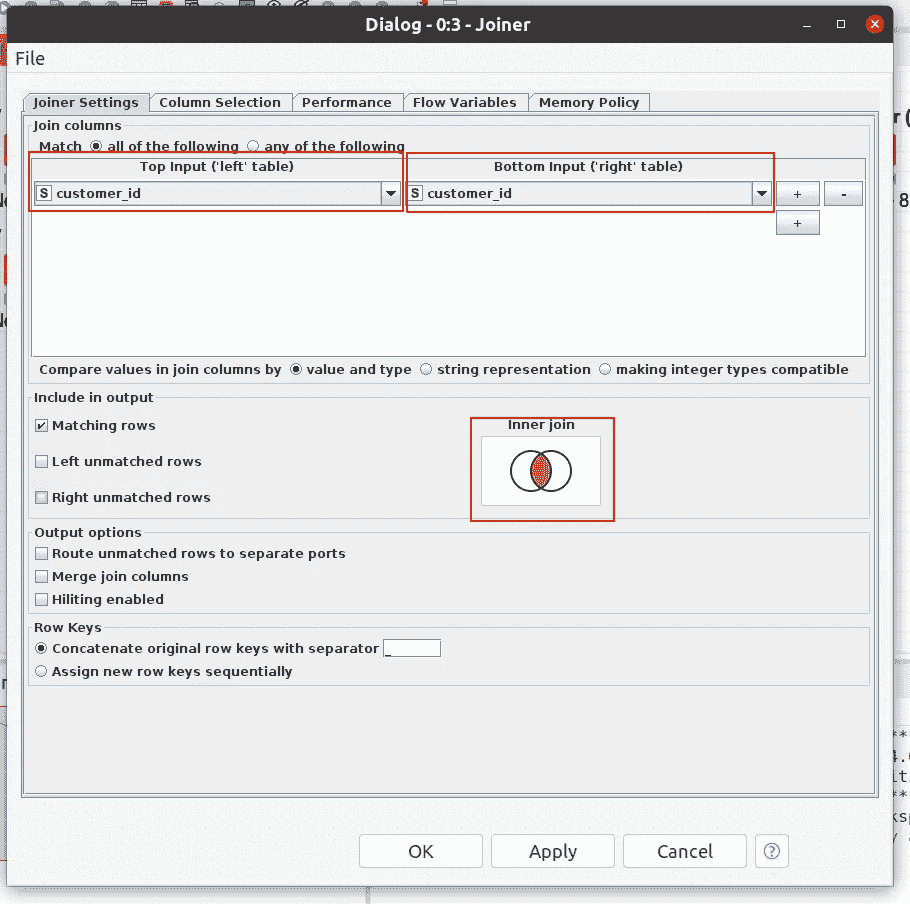 Dialog - 0:3 - Joiner
File
Joiner Settings Column Selection Performance Flow Variables Memory Policy
Join columns
Match all of the following any of the following
Top Input ('left' table) Bottom Input ('right' table)
S customer_id S customer_id + -
+
Compare values in join columns by value and type string representation making integer types compatible
Include in output
Matching rows
Inner join
Left unmatched rows
Right unmatched rows
Output options
Route unmatched rows to separate ports
Merge join columns
Hiliting enabled
Row Keys
Concatenate original row keys with separator _
Assign new row keys sequentially
OK Apply Cancel ?